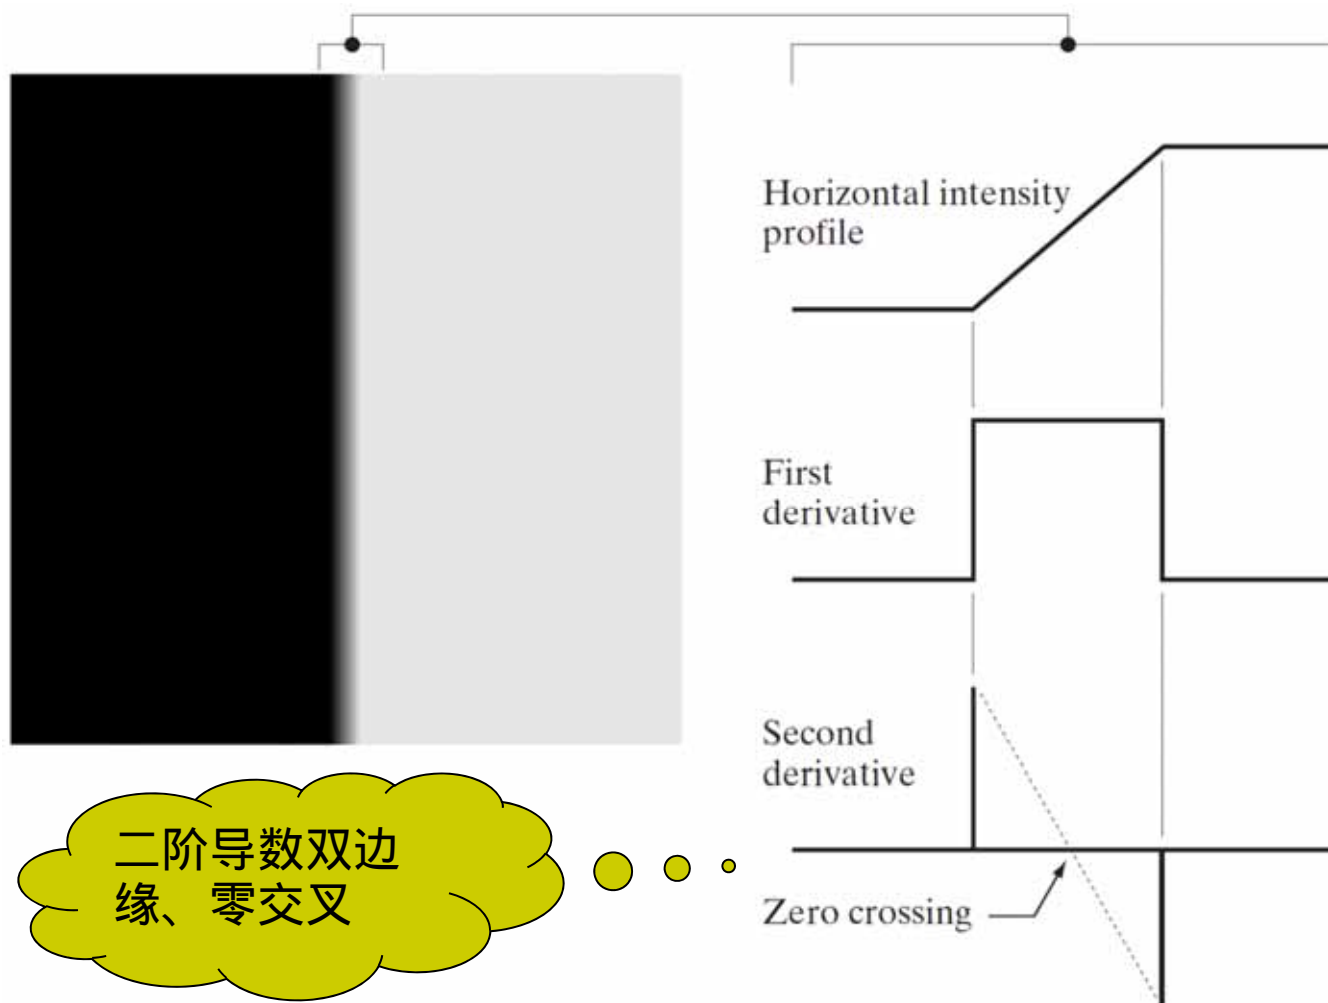 Horizontal intensity
profile
First
derivative
Second
derivative
Zero crossing
二阶导数双边
缘、零交叉